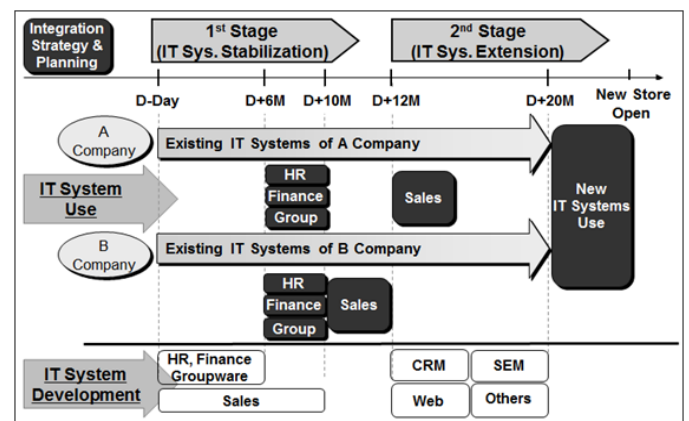 Integration
Strategy &
Planning
1st Stage
(IT Sys. Stabilization)
2nd Stage
(IT Sys. Extension)
D-Day
D+6M
D+10M
D+12M
D+20M
New Store
Open
A
Company
Existing IT Systems of A Company
IT System
Use
HR
Finance
Group
Sales
New
IT Systems
Use
B
Company
Existing IT Systems of B Company
HR
Finance
Group
Sales
IT System
Development
HR, Finance
Groupware
Sales
CRM
SEM
Web
Others